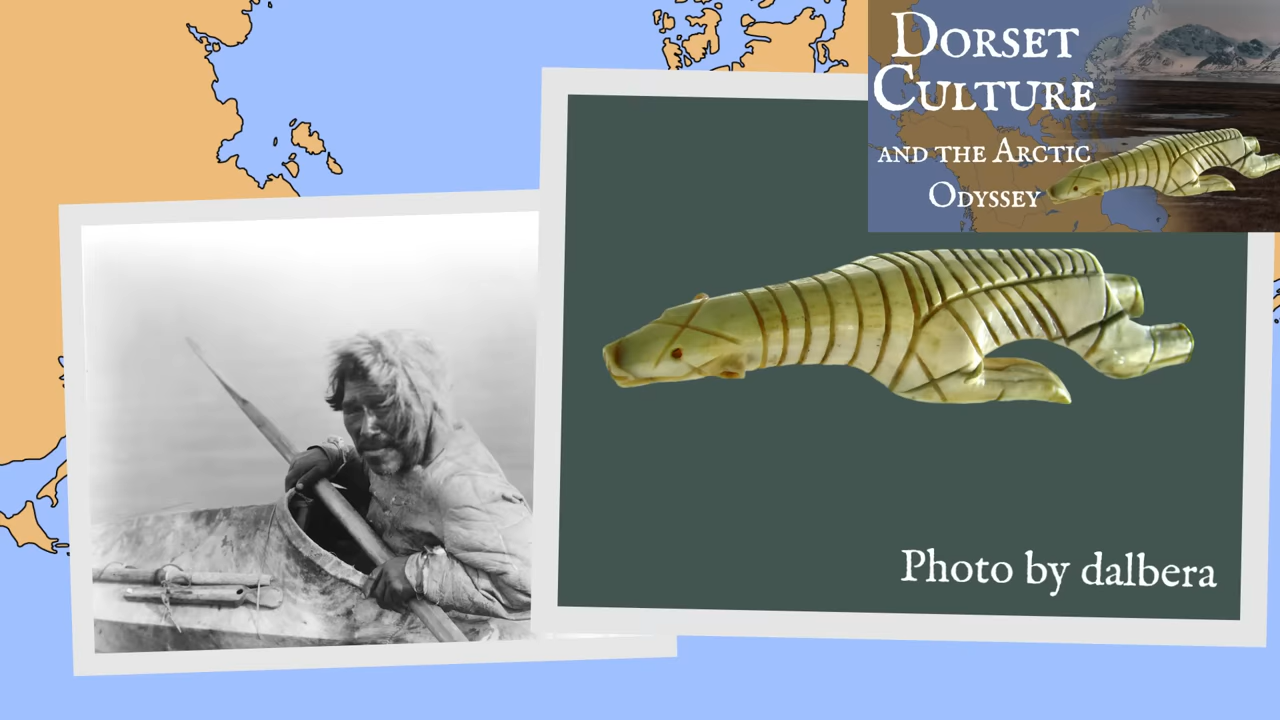 Dorset
Culture
and the Arctic
Odyssey
Photo by dalbera